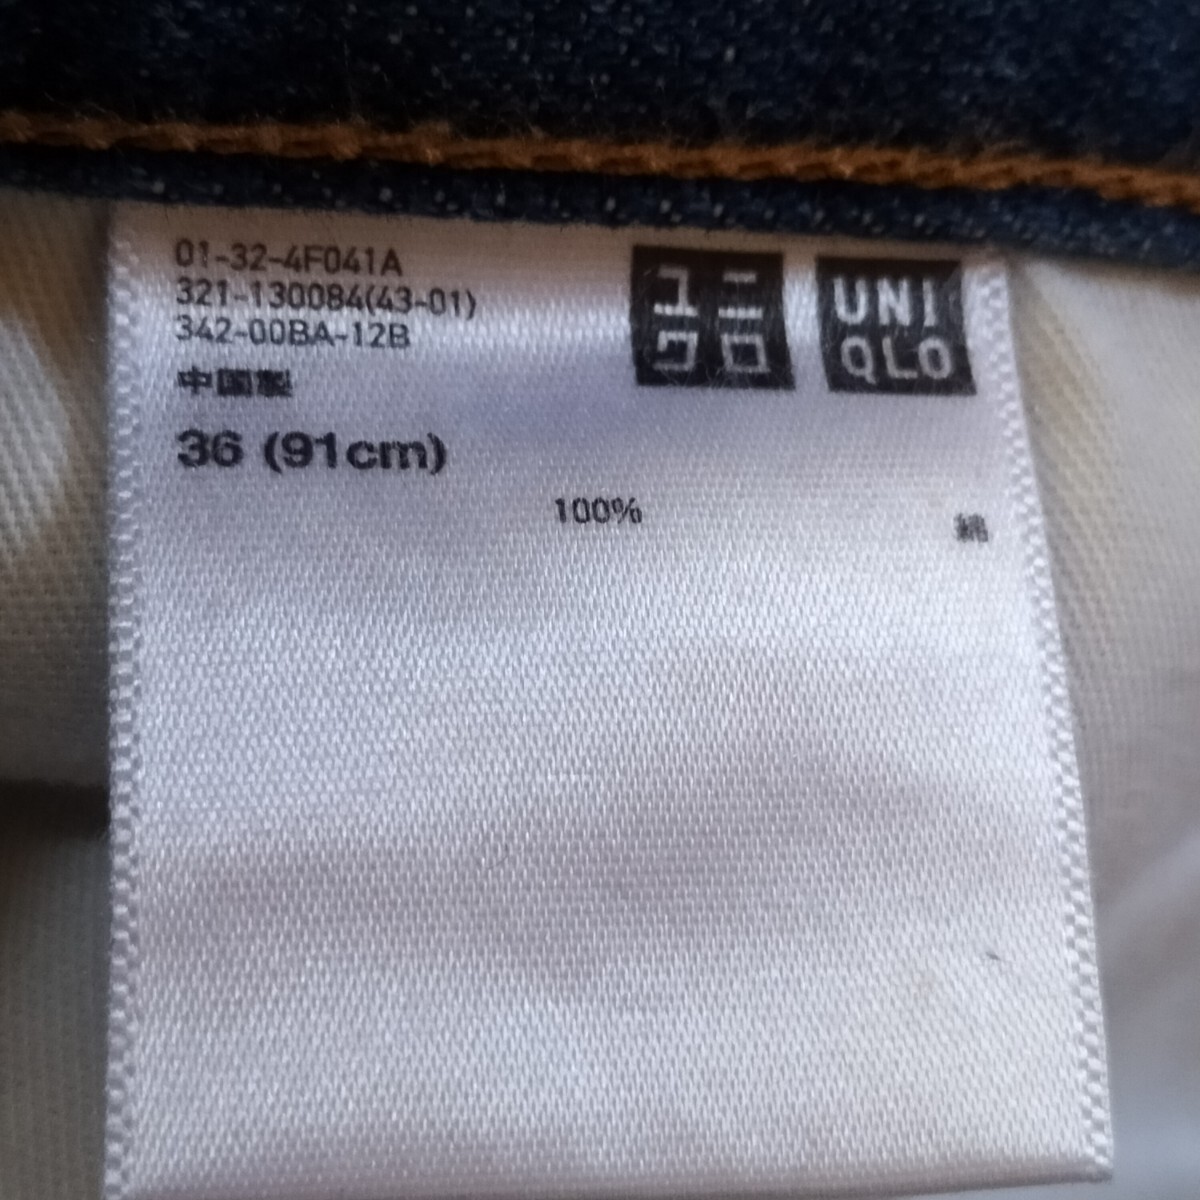 01-32-4F041A
321-130084(43-01)
342-00BA-12B
中国製
36 (91cm)
ユニ
クロ
UNI
QLO
100% 綿